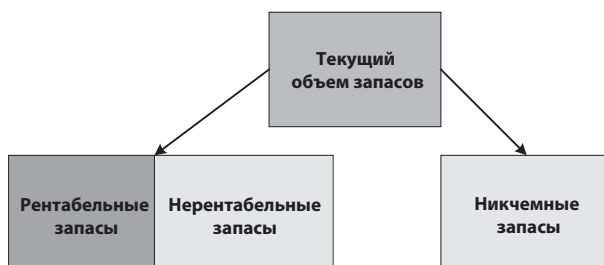 Текущий
объем запасов
Рентабельные
запасы
Нерентабельные
запасы
Никчемные
запасы